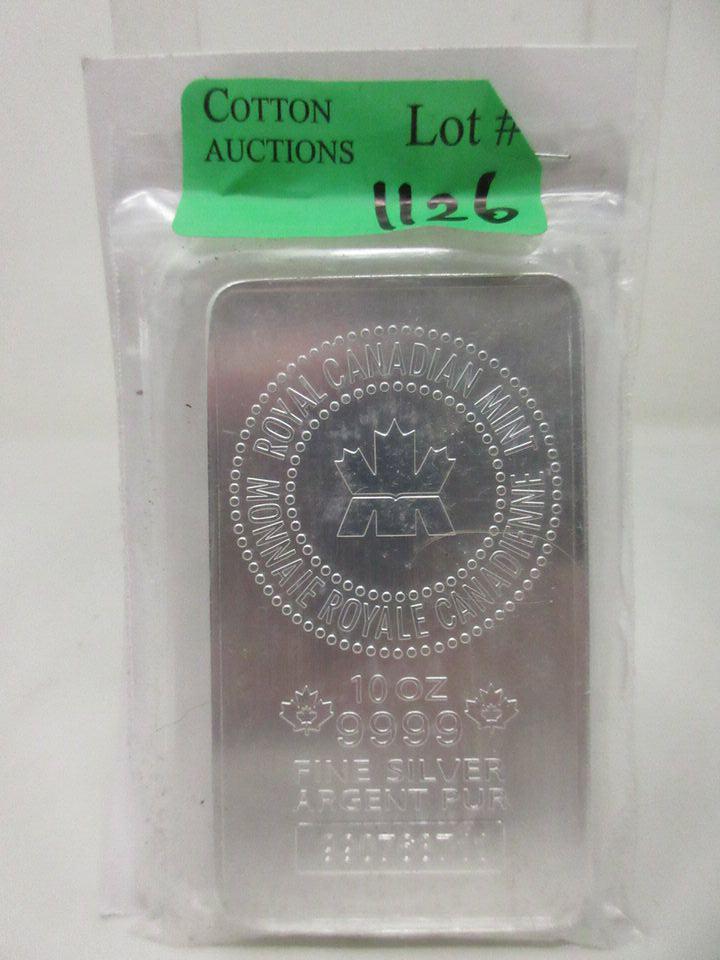 COTTON
AUCTIONS
Lot #
1126
ROYAL CANADIAN MINT
MONNAIE ROYALE CANADIENNE
10 OZ
9999
FINE SILVER
ARGENT PUR